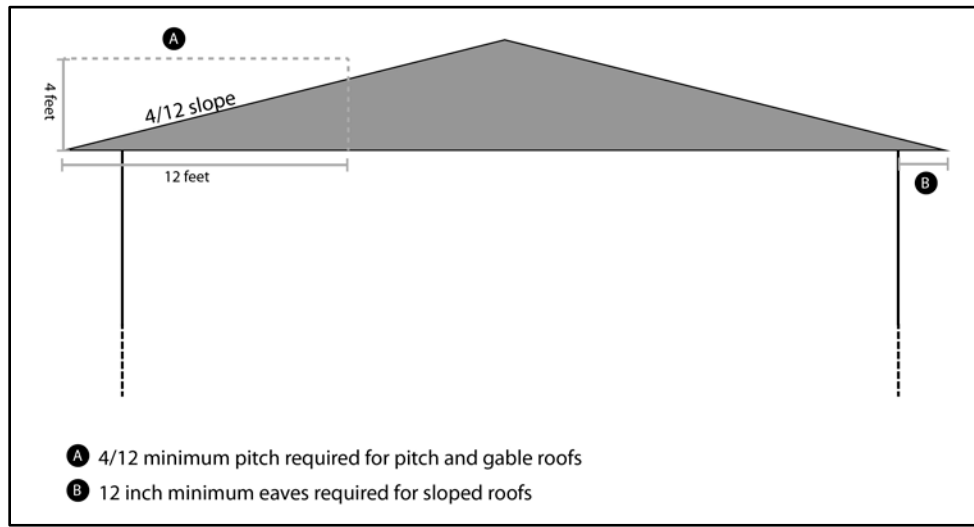 A
4 feet
4/12 slope
12 feet
B
A 4/12 minimum pitch required for pitch and gable roofs
B 12 inch minimum eaves required for sloped roofs